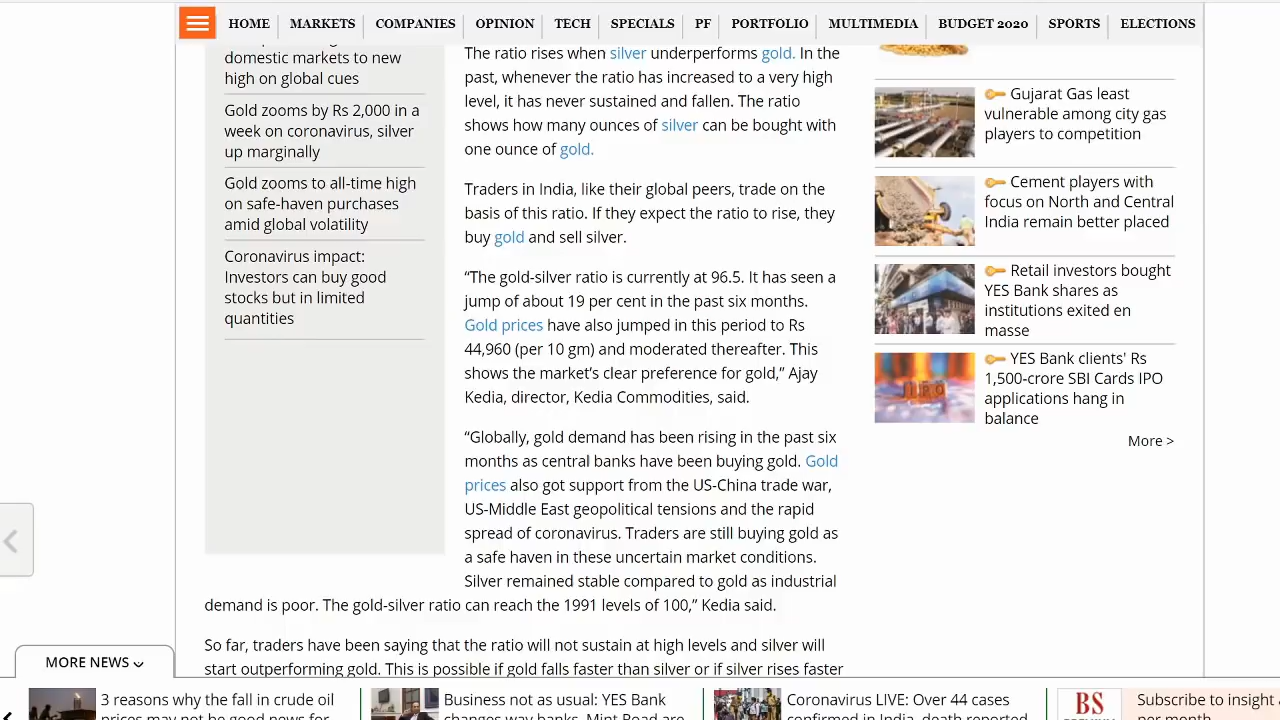 HOME
MARKETS
COMPANIES
OPINION
TECH
SPECIALS
PF
PORTFOLIO
MULTIMEDIA
BUDGET 2020
SPORTS
ELECTIONS
domestic markets to new
high on global cues
Gold zooms by Rs 2,000 in a
week on coronavirus, silver
up marginally
Gold zooms to all-time high
on safe-haven purchases
amid global volatility
Coronavirus impact:
Investors can buy good
stocks but in limited
quantities
The ratio rises when silver underperforms gold. In the
past, whenever the ratio has increased to a very high
level, it has never sustained and fallen. The ratio
shows how many ounces of silver can be bought with
one ounce of gold.
Traders in India, like their global peers, trade on the
basis of this ratio. If they expect the ratio to rise, they
buy gold and sell silver.
“The gold-silver ratio is currently at 96.5. It has seen a
jump of about 19 per cent in the past six months.
Gold prices have also jumped in this period to Rs
44,960 (per 10 gm) and moderated thereafter. This
shows the market’s clear preference for gold,” Ajay
Kedia, director, Kedia Commodities, said.
“Globally, gold demand has been rising in the past six
months as central banks have been buying gold. Gold
prices also got support from the US-China trade war,
US-Middle East geopolitical tensions and the rapid
spread of coronavirus. Traders are still buying gold as
a safe haven in these uncertain market conditions.
Silver remained stable compared to gold as industrial
demand is poor. The gold-silver ratio can reach the 1991 levels of 100,” Kedia said.
So far, traders have been saying that the ratio will not sustain at high levels and silver will
start outperforming gold. This is possible if gold falls faster than silver or if silver rises faster
Gujarat Gas least
vulnerable among city gas
players to competition
Cement players with
focus on North and Central
India remain better placed
Retail investors bought
YES Bank shares as
institutions exited en
masse
YES Bank clients' Rs
1,500-crore SBI Cards IPO
applications hang in
balance
More >
MORE NEWS
3 reasons why the fall in crude oil
prices may not be good news for
Business not as usual: YES Bank
changes way banks, Mint Road are
Coronavirus LIVE: Over 44 cases
confirmed in India, death reported
BS
Subscribe to insight
per month